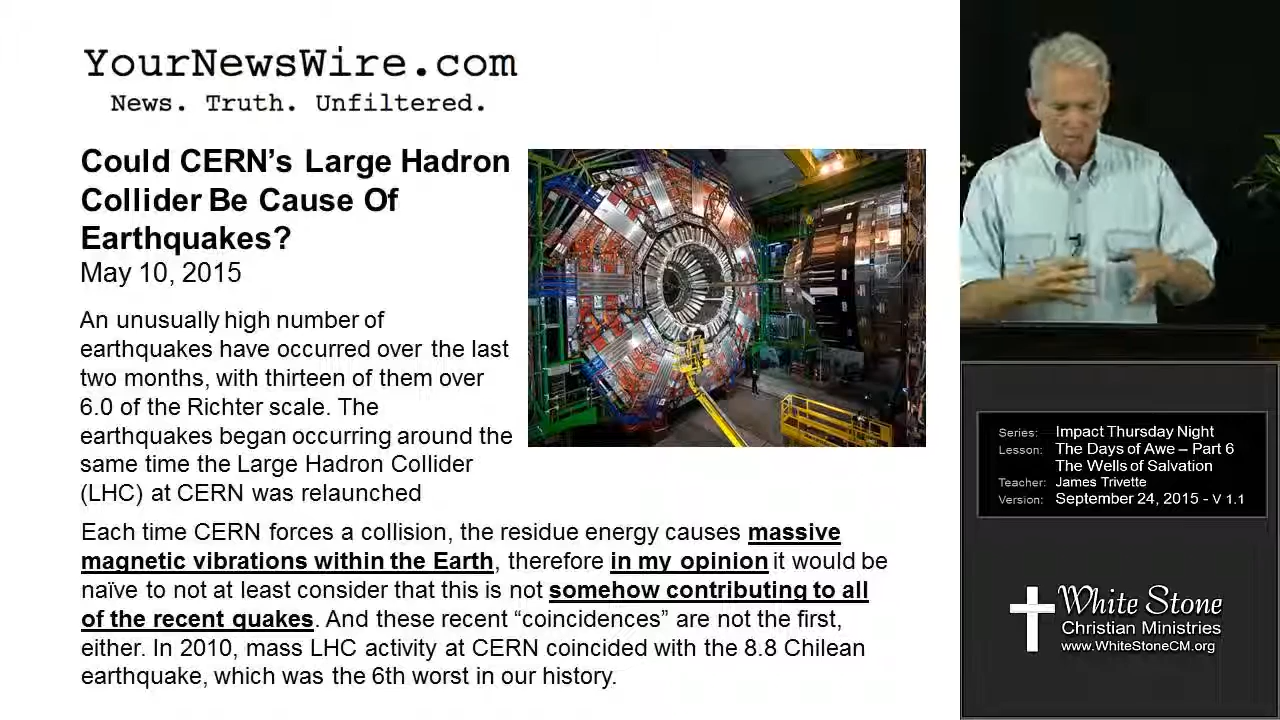 YourNewsWire.com
News. Truth. Unfiltered.
Could CERN’s Large Hadron
Collider Be Cause Of
Earthquakes?
May 10, 2015
An unusually high number of
earthquakes have occurred over the last
two months, with thirteen of them over
6.0 of the Richter scale. The
earthquakes began occurring around the
same time the Large Hadron Collider
(LHC) at CERN was relaunched
Each time CERN forces a collision, the residue energy causes massive
magnetic vibrations within the Earth, therefore in my opinion it would be
naïve to not at least consider that this is not somehow contributing to all
of the recent quakes. And these recent “coincidences” are not the first,
either. In 2010, mass LHC activity at CERN coincided with the 8.8 Chilean
earthquake, which was the 6th worst in our history.
Series: Impact Thursday Night
Lesson: The Days of Awe – Part 6
The Wells of Salvation
Teacher: James Trivette
Version: September 24, 2015 - V 1.1
White Stone
Christian Ministries
www.WhiteStoneCM.org